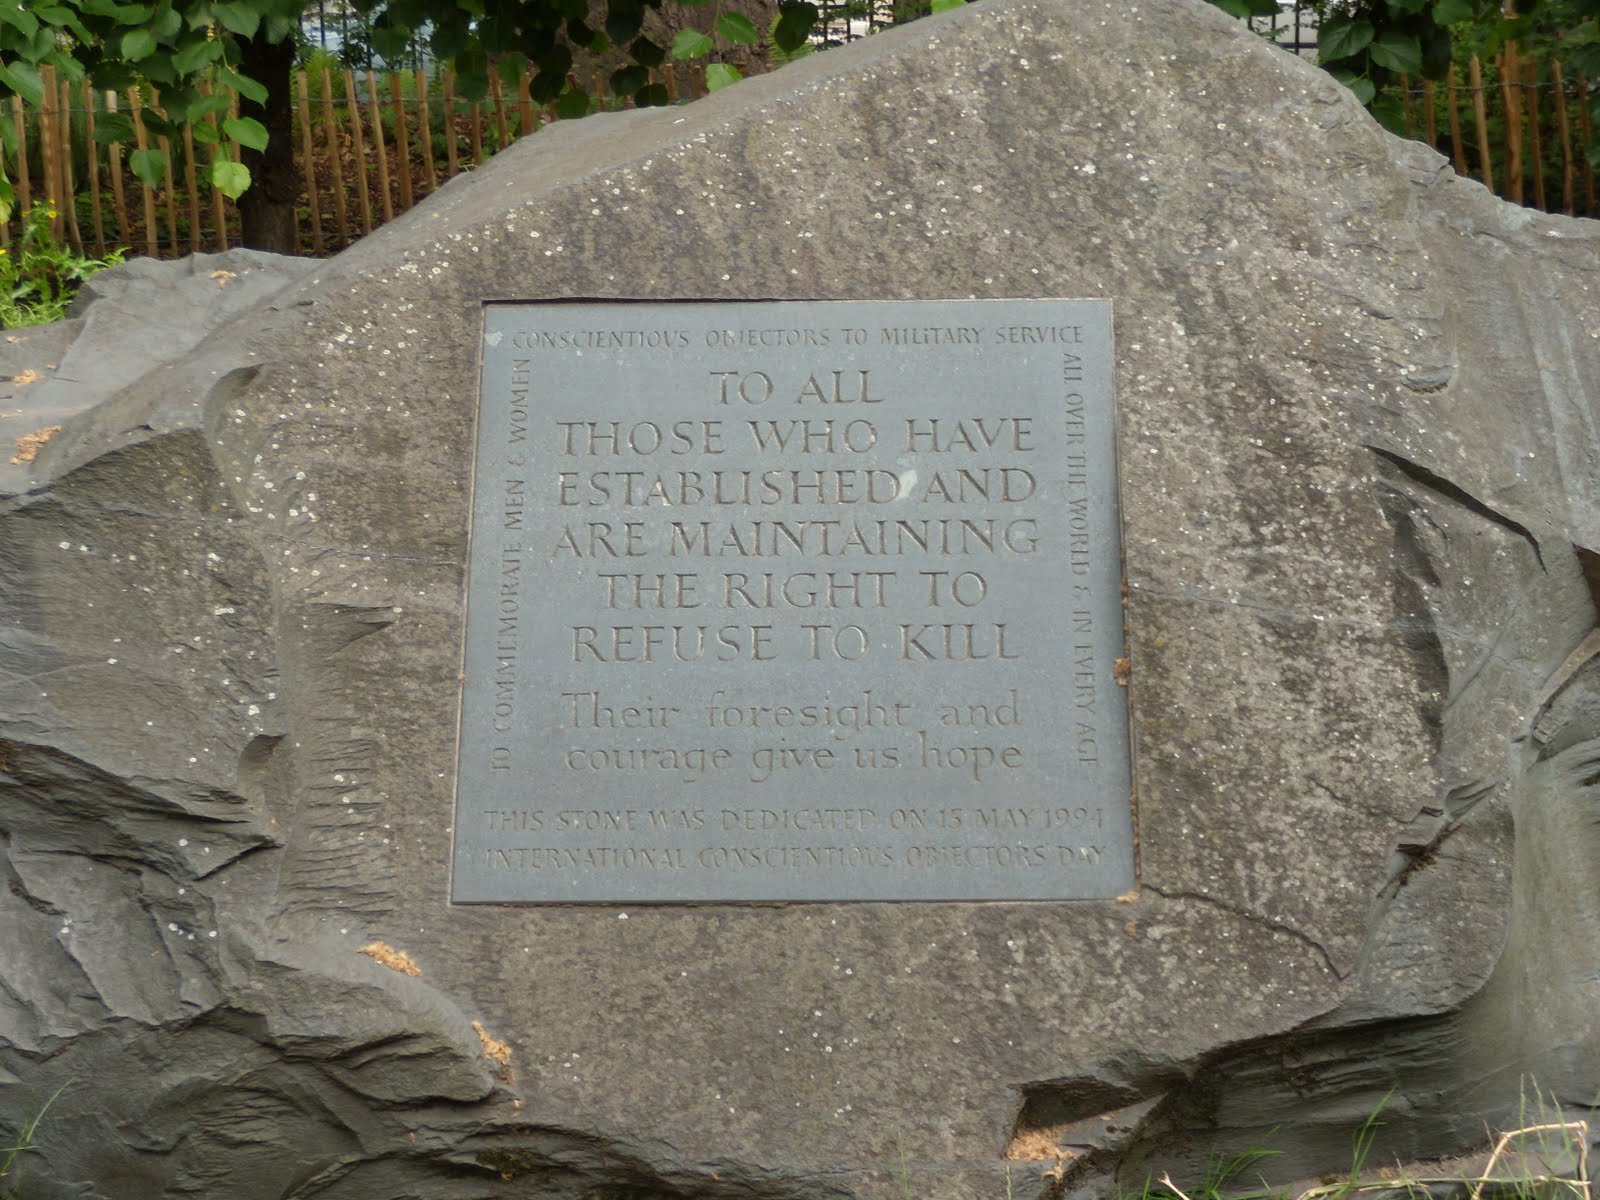 TO COMMEMORATE MEN & WOMEN
CONSCIENTIOUS OBJECTORS TO MILITARY SERVICE
ALL OVER THE WORLD & IN EVERY AGE
TO ALL
THOSE WHO HAVE
ESTABLISHED AND
ARE MAINTAINING
THE RIGHT TO
REFUSE TO KILL
Their foresight and
courage give us hope
THIS STONE WAS DEDICATED ON 15 MAY 1994
INTERNATIONAL CONSCIENTIOUS OBJECTORS DAY